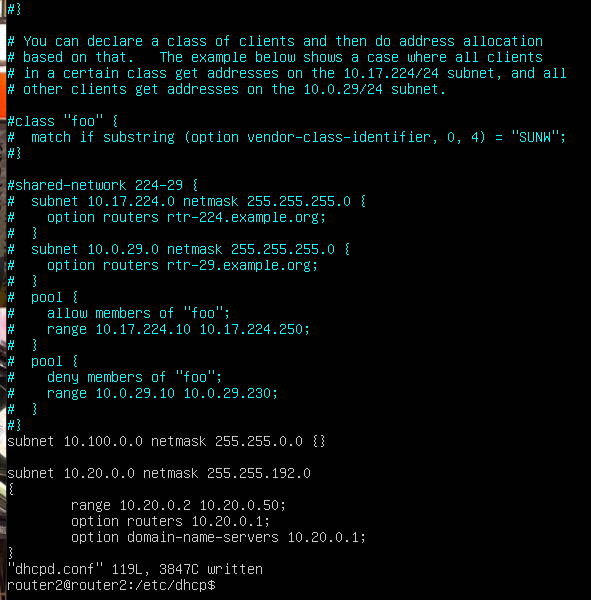 #}

# You can declare a class of clients and then do address allocation
# based on that.   The example below shows a case where all clients
# in a certain class get addresses on the 10.17.224/24 subnet, and all
# other clients get addresses on the 10.0.29/24 subnet.

#class "foo" {
#  match if substring (option vendor-class-identifier, 0, 4) = "SUNW";
#}

#shared-network 224-29 {
#  subnet 10.17.224.0 netmask 255.255.255.0 {
#    option routers rtr-224.example.org;
#  }
#  subnet 10.0.29.0 netmask 255.255.255.0 {
#    option routers rtr-29.example.org;
#  }
#  pool {
#    allow members of "foo";
#    range 10.17.224.10 10.17.224.250;
#  }
#  pool {
#    deny members of "foo";
#    range 10.0.29.10 10.0.29.230;
#  }
#}
subnet 10.100.0.0 netmask 255.255.0.0 {}

subnet 10.20.0.0 netmask 255.255.192.0
{
        range 10.20.0.2 10.20.0.50;
        option routers 10.20.0.1;
        option domain-name-servers 10.20.0.1;
}
"dhcpd.conf" 119L, 3847C written
router2@router2:/etc/dhcp$